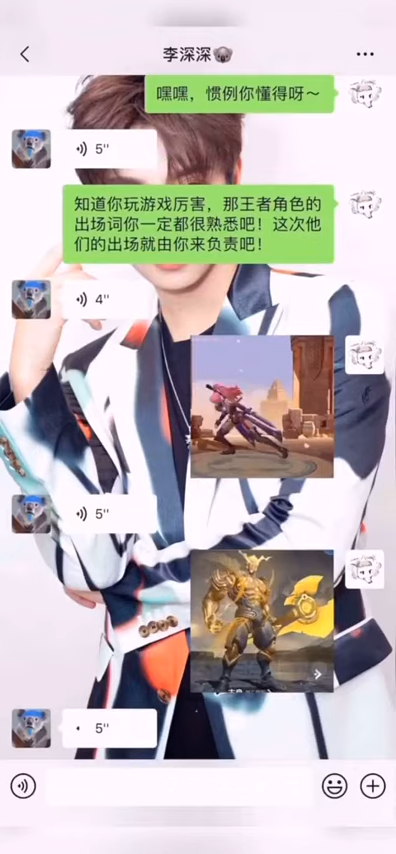 李深深🐨
嘿嘿，惯例你懂得呀～
5''
知道你玩游戏厉害，那王者角色的
出场词你一定都很熟悉吧！这次他
们的出场就由你来负责吧！
4''
5''
5''